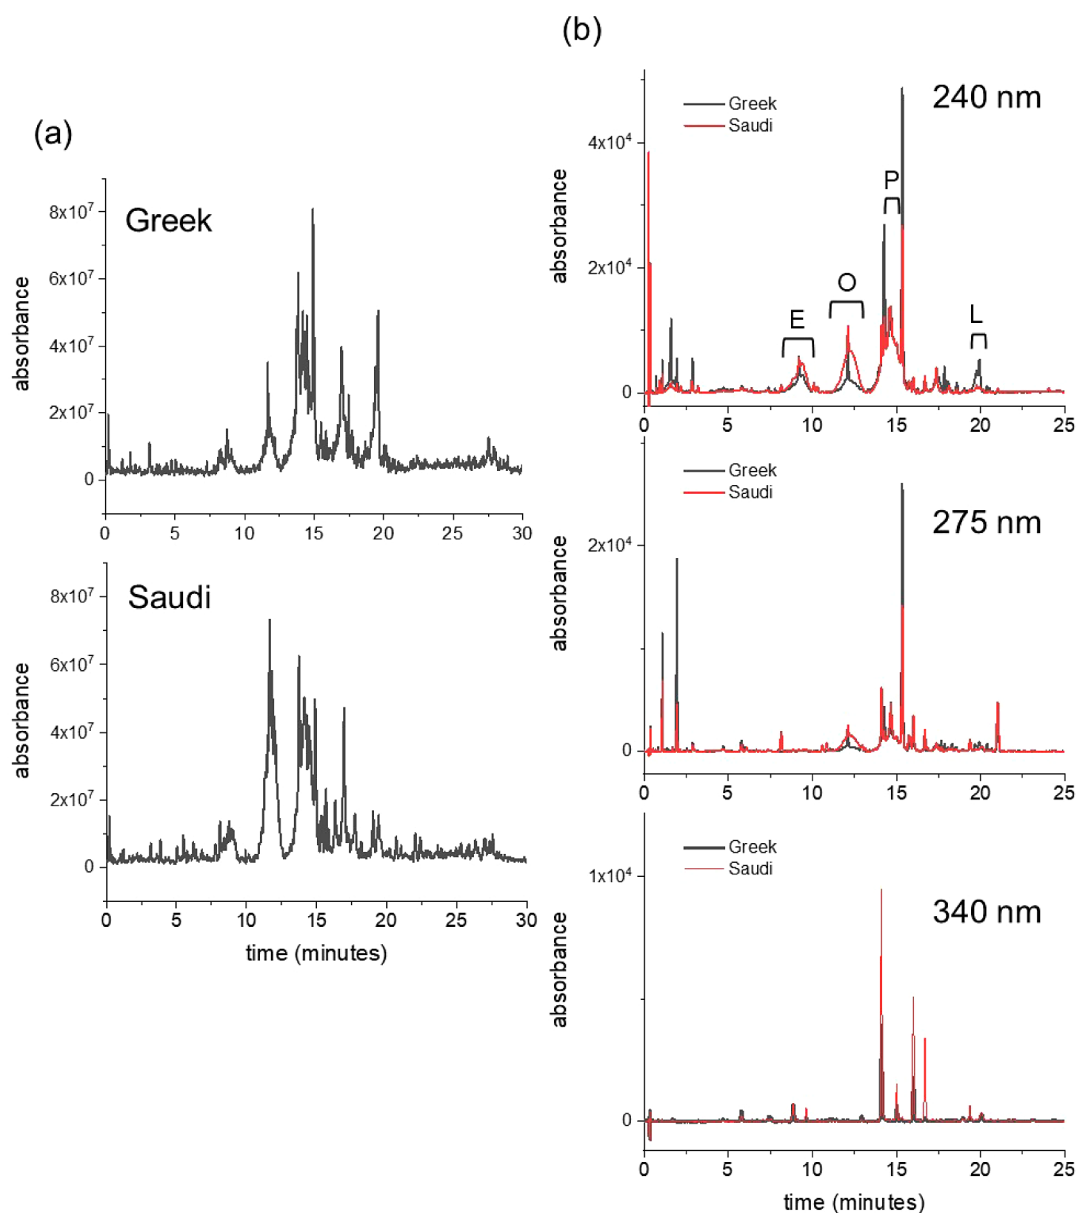 (a)
Greek
absorbance
8x10⁷
6x10⁷
4x10⁷
2x10⁷
0
0 5 10 15 20 25 30
Saudi
absorbance
8x10⁷
6x10⁷
4x10⁷
2x10⁷
0
0 5 10 15 20 25 30
time (minutes)
(b)
240 nm
Greek
Saudi
absorbance
4x10⁴
2x10⁴
0
E
O
P
L
0 5 10 15 20 25
275 nm
Greek
Saudi
absorbance
2x10⁴
0
0 5 10 15 20 25
340 nm
Greek
Saudi
absorbance
1x10⁴
0
0 5 10 15 20 25
time (minutes)